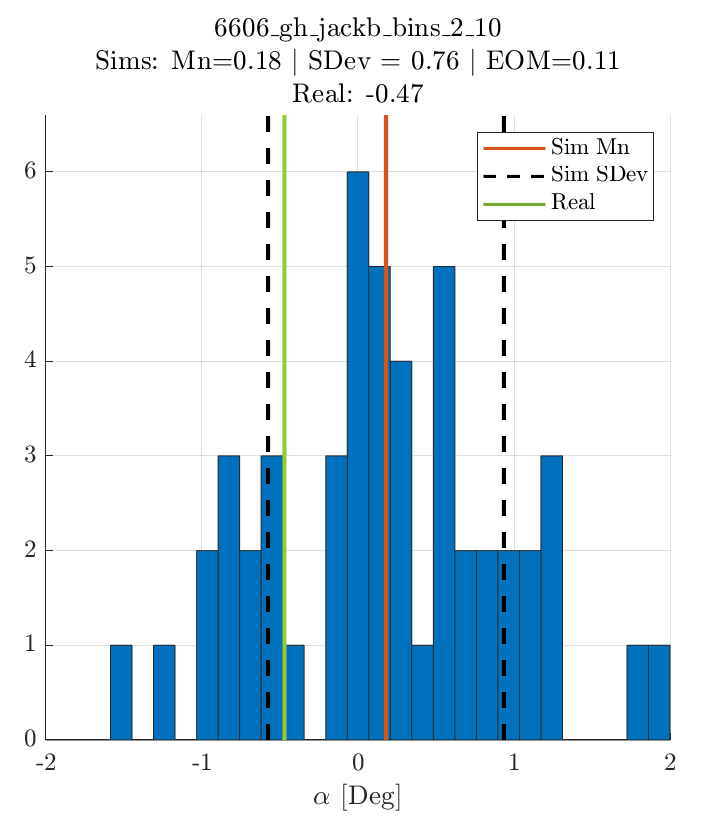 6606_gh_jackb_bins_2_10
Sims: Mn=0.18 | SDev = 0.76 | EOM=0.11
Real: -0.47
Sim Mn
Sim SDev
Real
6
5
4
3
2
1
0
-2 -1 0 1 2
α [Deg]